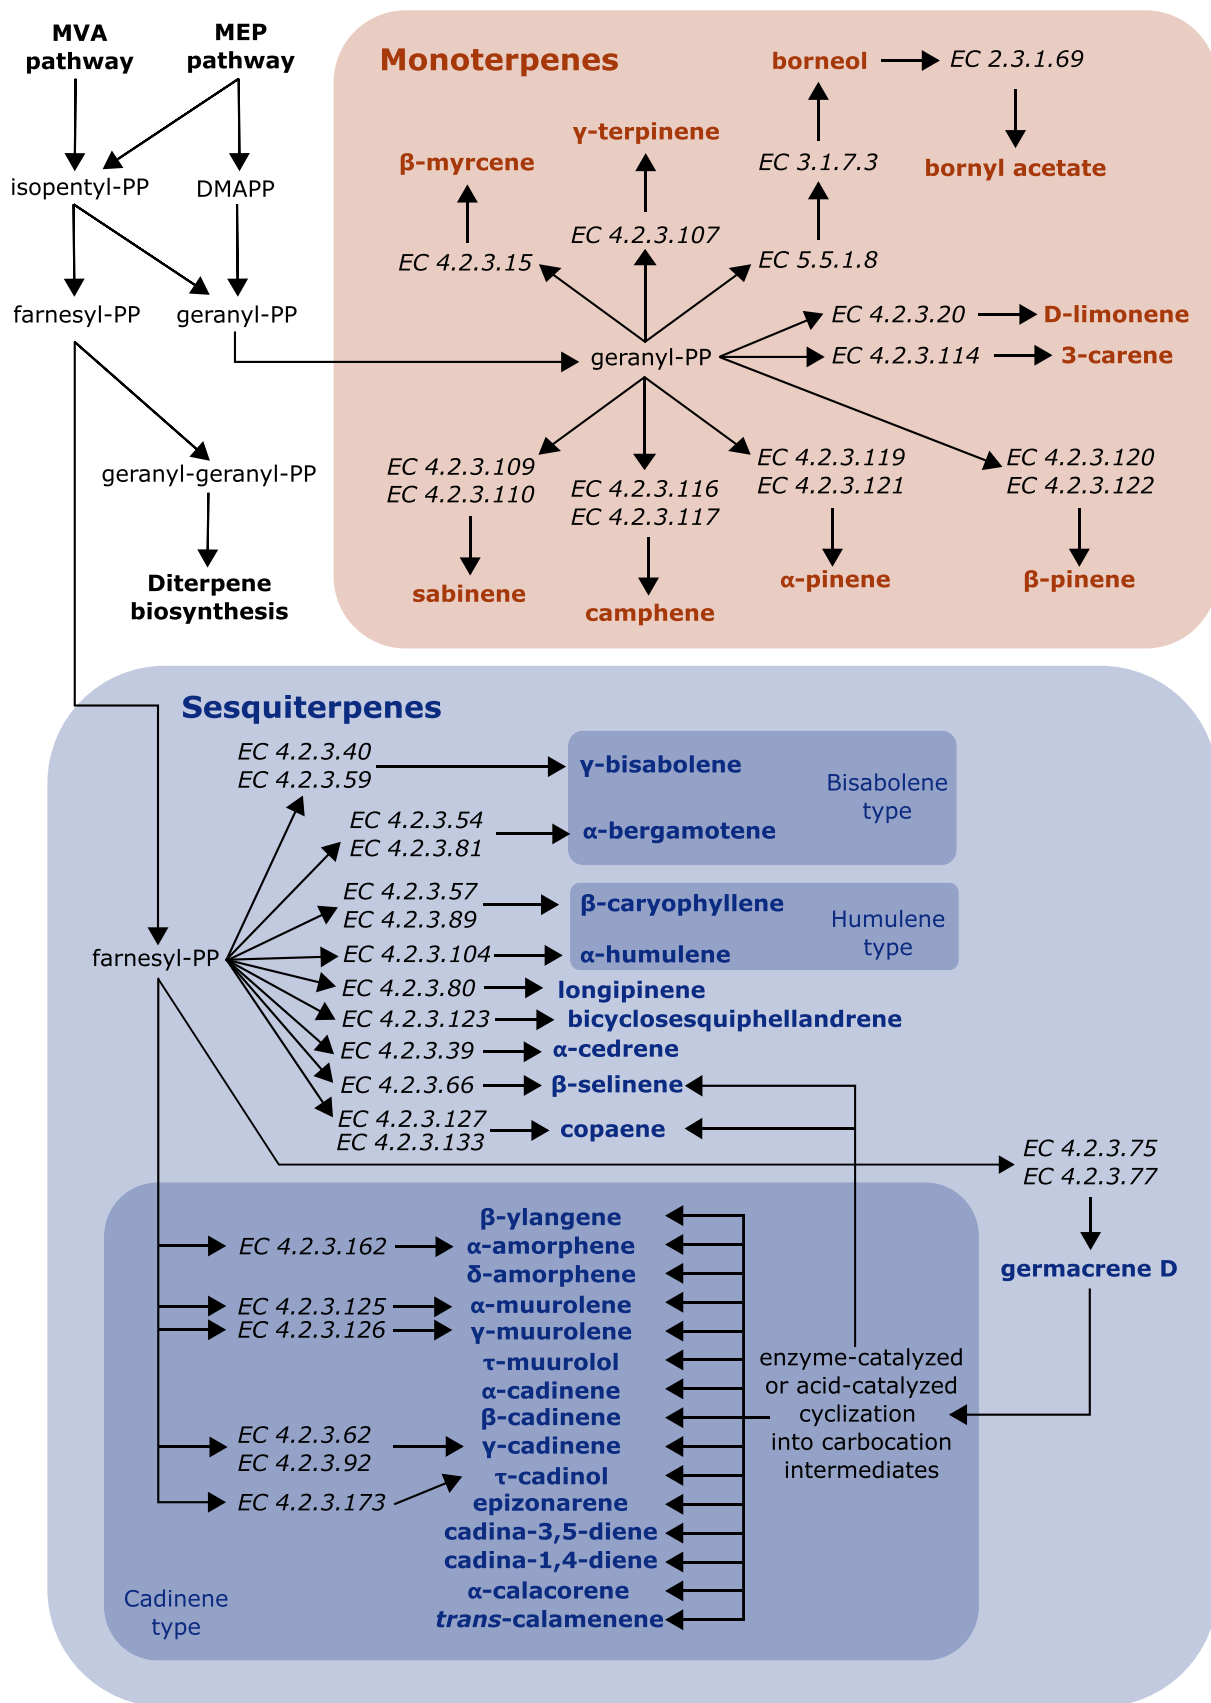 MVA
pathway
MEP
pathway
isopentyl-PP
DMAPP
farnesyl-PP
geranyl-PP
geranyl-geranyl-PP
Diterpene
biosynthesis
Monoterpenes
borneol
EC 2.3.1.69
γ-terpinene
β-myrcene
EC 3.1.7.3
bornyl acetate
EC 4.2.3.15
EC 4.2.3.107
EC 5.5.1.8
EC 4.2.3.20
D-limonene
geranyl-PP
EC 4.2.3.114
3-carene
EC 4.2.3.109
EC 4.2.3.110
EC 4.2.3.116
EC 4.2.3.117
EC 4.2.3.119
EC 4.2.3.121
EC 4.2.3.120
EC 4.2.3.122
sabinene
camphene
α-pinene
β-pinene
Sesquiterpenes
EC 4.2.3.40
EC 4.2.3.59
γ-bisabolene
Bisabolene
type
EC 4.2.3.54
EC 4.2.3.81
α-bergamotene
EC 4.2.3.57
EC 4.2.3.89
β-caryophyllene
Humulene
type
farnesyl-PP
EC 4.2.3.104
α-humulene
EC 4.2.3.80
longipinene
EC 4.2.3.123
bicyclosesquiphellandrene
EC 4.2.3.39
α-cedrene
EC 4.2.3.66
β-selinene
EC 4.2.3.127
EC 4.2.3.133
copaene
EC 4.2.3.75
EC 4.2.3.77
germacrene D
β-ylangene
EC 4.2.3.162
α-amorphene
δ-amorphene
EC 4.2.3.125
α-muurolene
EC 4.2.3.126
γ-muurolene
τ-muurolol
α-cadinene
β-cadinene
EC 4.2.3.62
EC 4.2.3.92
γ-cadinene
τ-cadinol
EC 4.2.3.173
epizonarene
cadina-3,5-diene
cadina-1,4-diene
α-calacorene
trans-calamenene
enzyme-catalyzed
or acid-catalyzed
cyclization
into carbocation
intermediates
Cadinene
type